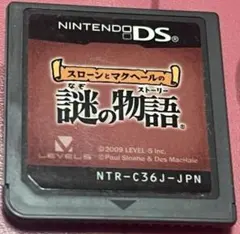 NINTENDO DS
スローンとマクヘールの
謎の物語
なぞ
ストーリー
LEVEL5
©2009 LEVEL-5 Inc.
©Paul Sloane & Des MacHale
NTR-C36J-JPN